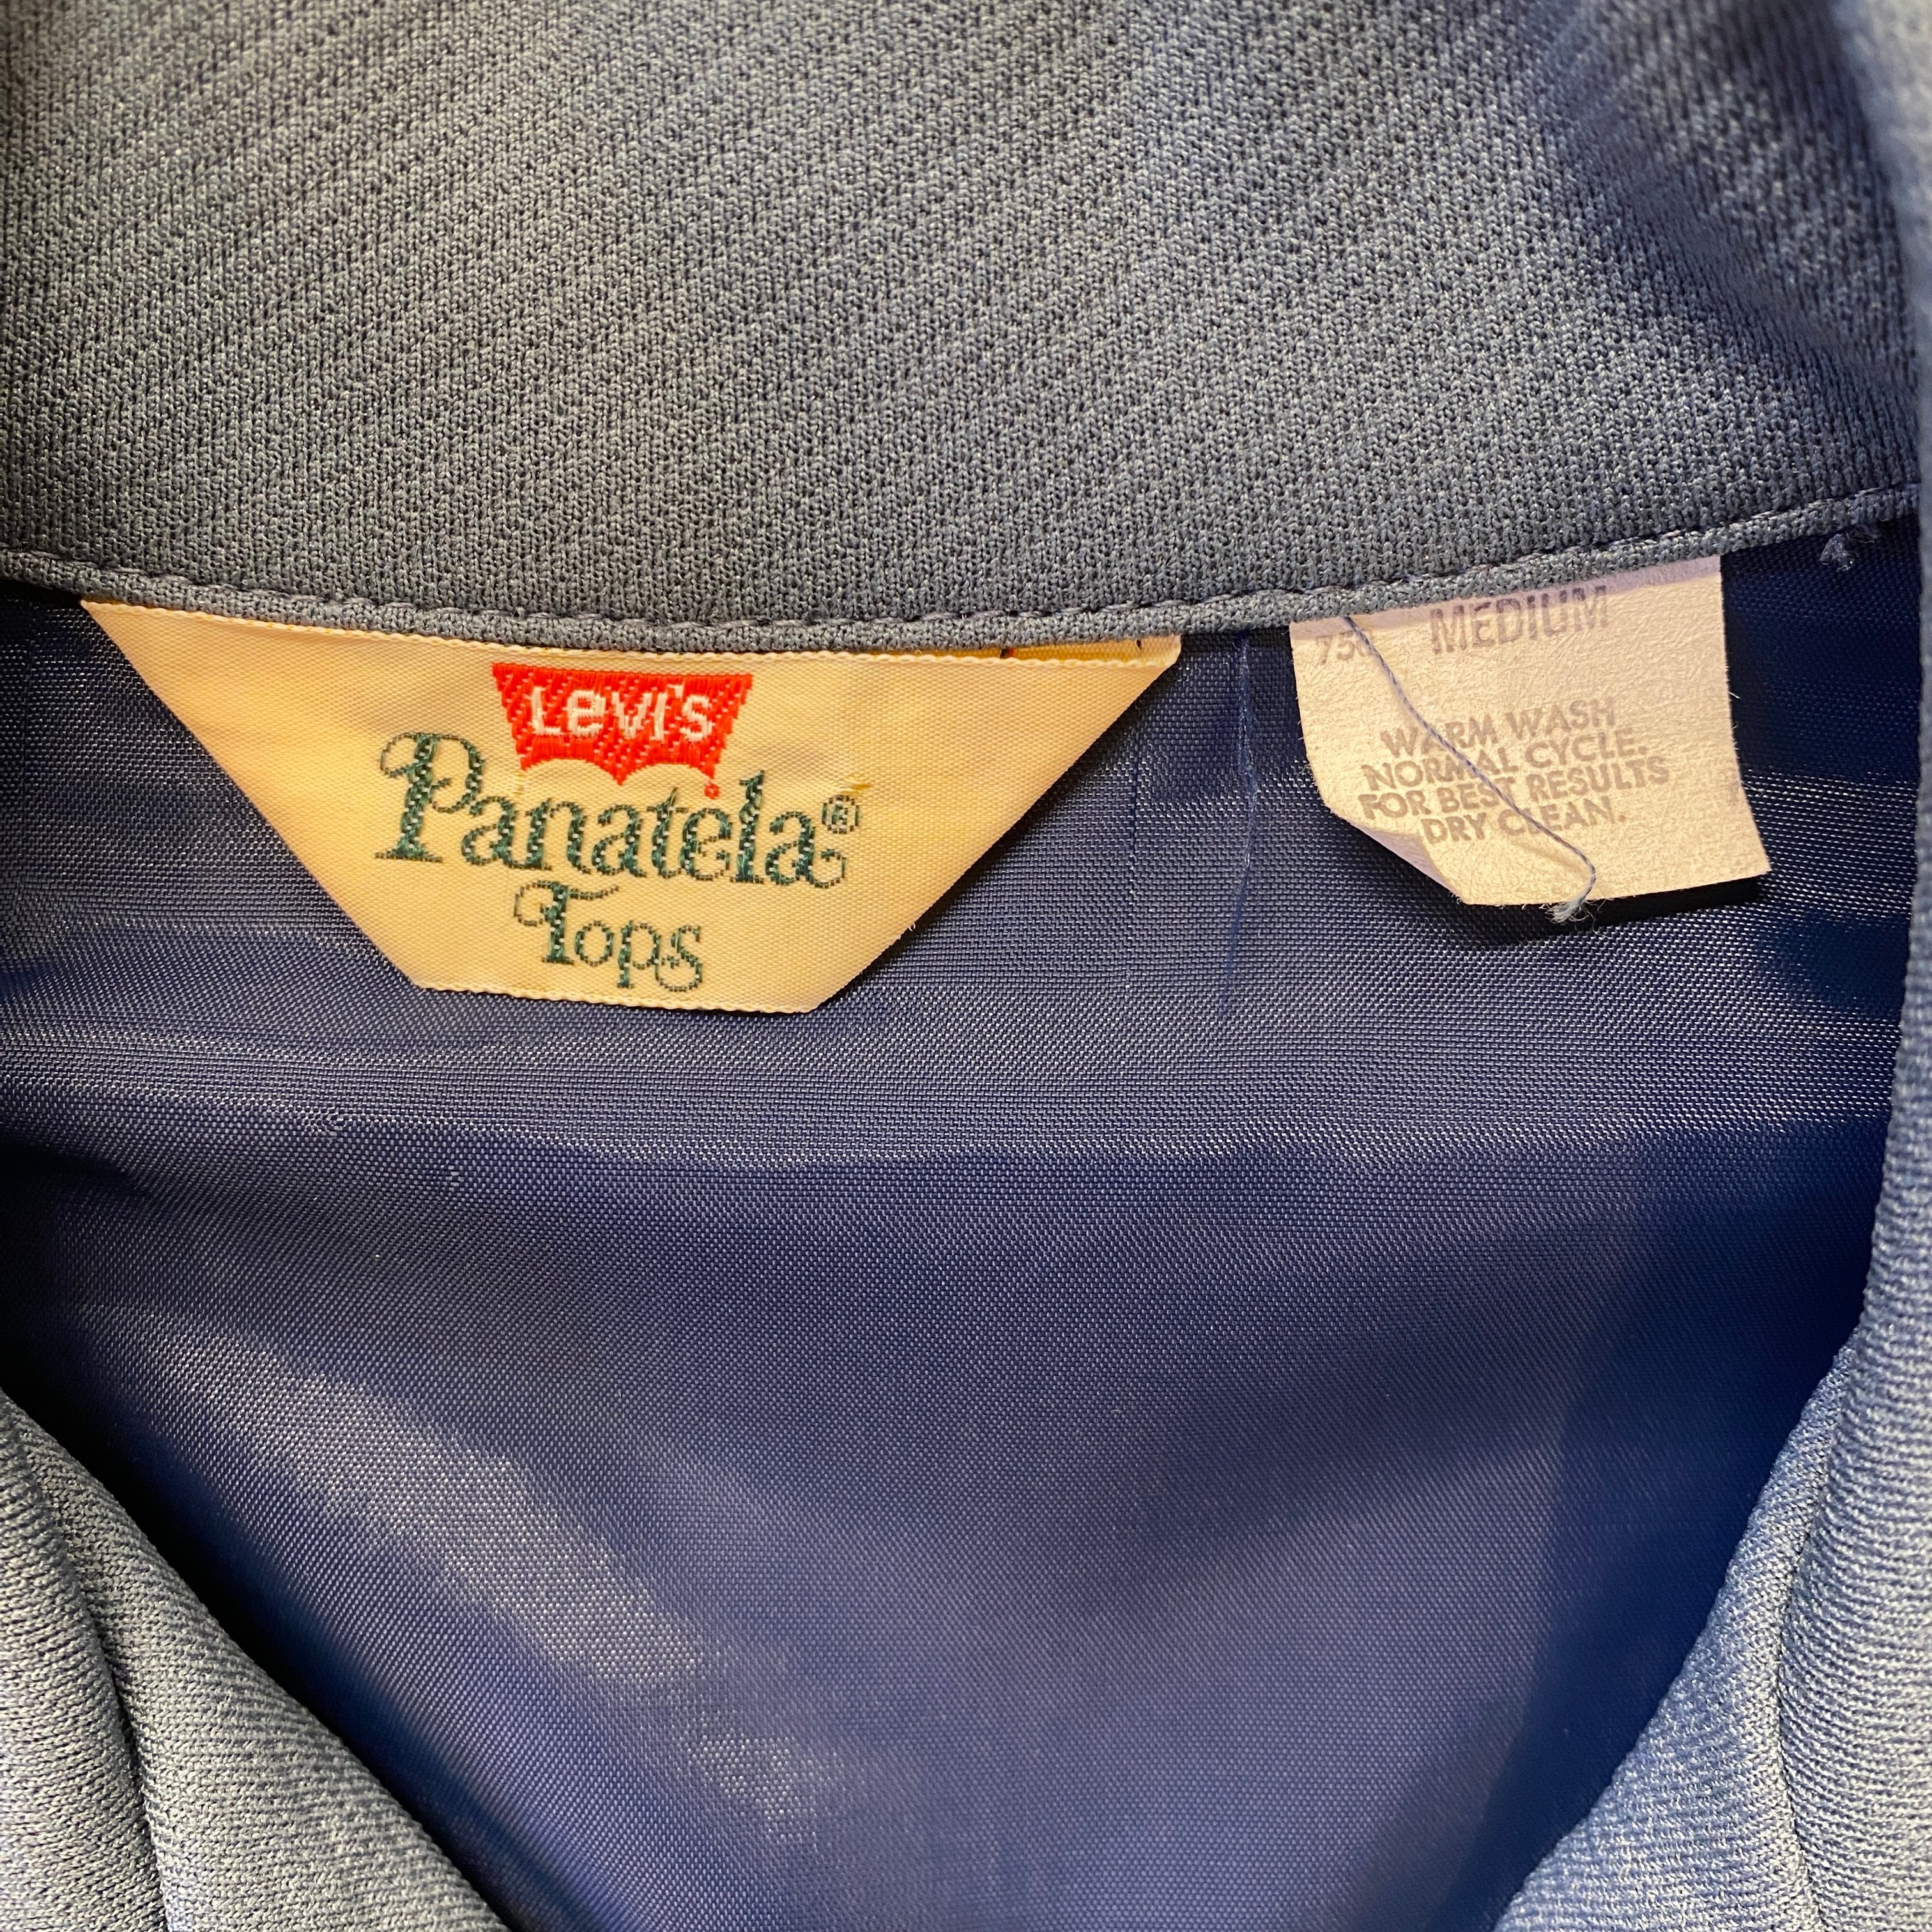 Levi's
Panatela®
Tops
MEDIUM
WARM WASH
NORMAL CYCLE.
FOR BEST RESULTS
DRY CLEAN.